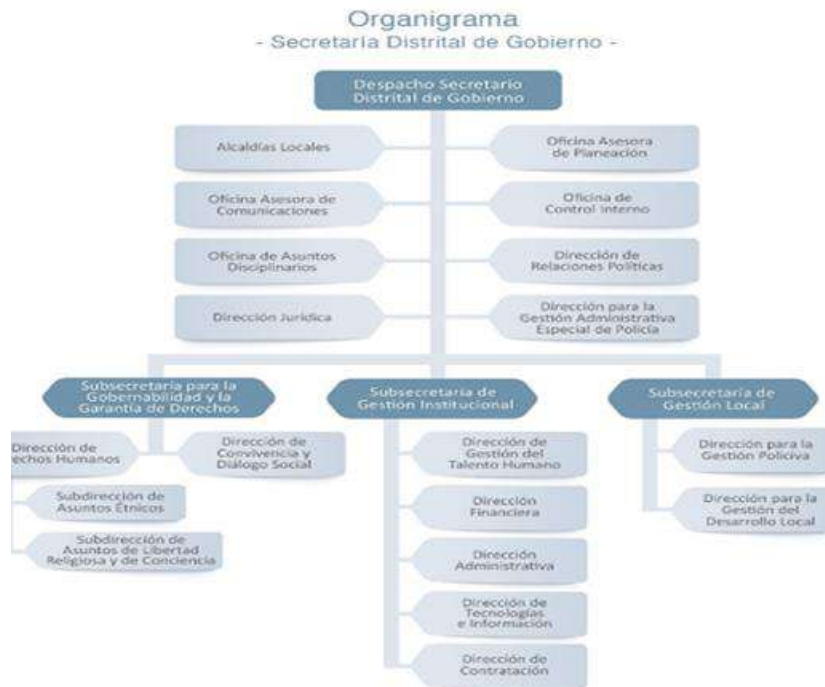 Organigrama
- Secretaría Distrital de Gobierno -
Despacho Secretario
Distrital de Gobierno
Alcaldías Locales
Oficina Asesora
de Planeación
Oficina Asesora de
Comunicaciones
Oficina de
Control Interno
Oficina de Asuntos
Disciplinarios
Dirección de
Relaciones Políticas
Dirección Jurídica
Dirección para la
Gestión Administrativa
Especial de Policía
Subsecretaría para la
Gobernabilidad y la
Garantía de Derechos
Subsecretaría de
Gestión Institucional
Subsecretaría de
Gestión Local
Dirección de
echos Humanos
Dirección de
Convivencia y
Diálogo Social
Subdirección de
Asuntos Étnicos
Subdirección de
Asuntos de Libertad
Religiosa y de Conciencia
Dirección de
Gestión del
Talento Humano
Dirección
Financiera
Dirección
Administrativa
Dirección de
Tecnologías
e Información
Dirección de
Contratación
Dirección para la
Gestión Policiva
Dirección para la
Gestión del
Desarrollo Local